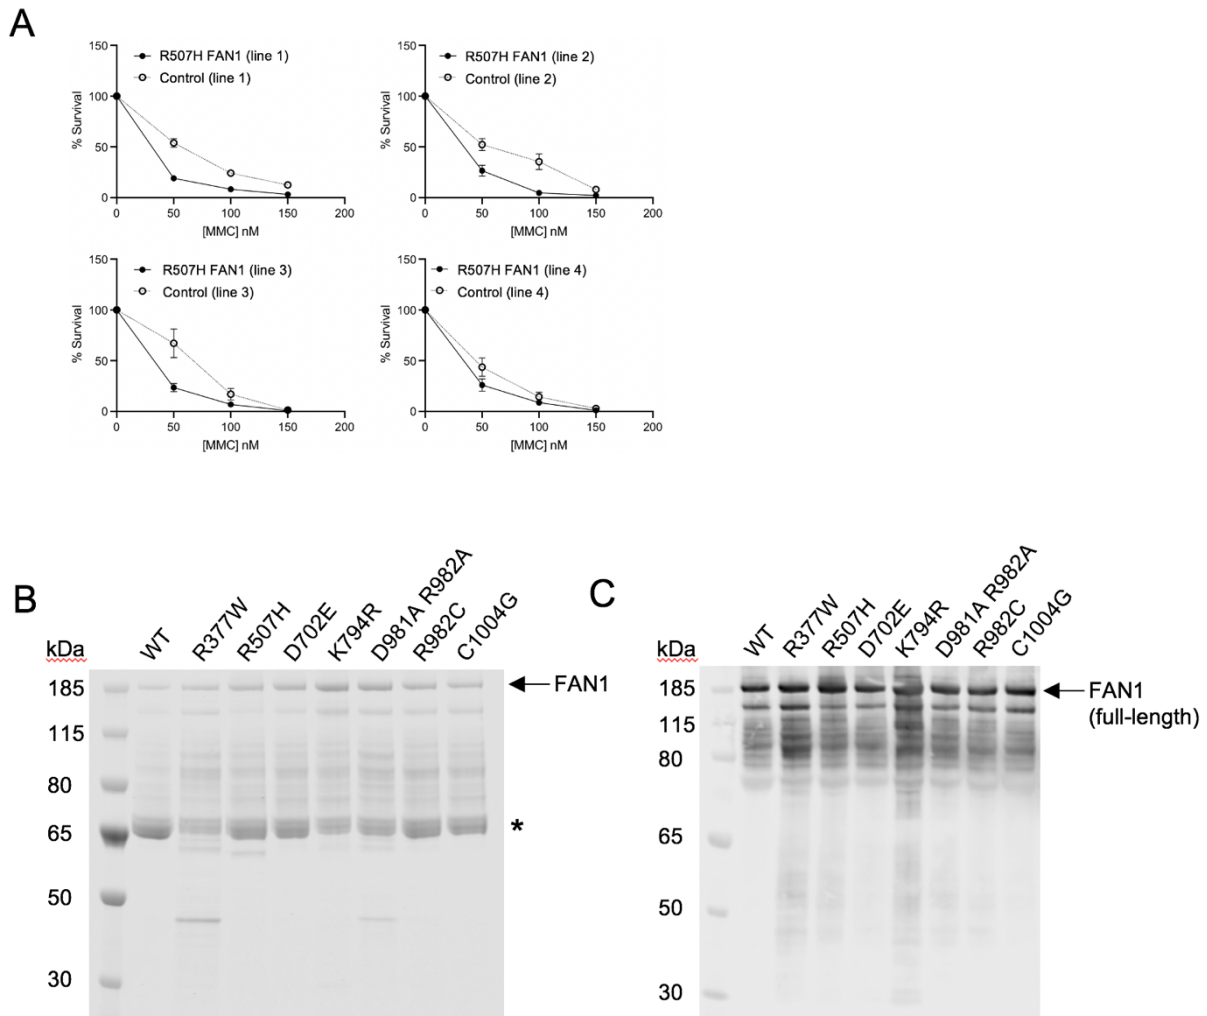 A
150
R507H FAN1 (line 1)
Control (line 1)
100
50
0
% Survival
0 50 100 150 200
[MMC] nM
150
R507H FAN1 (line 2)
Control (line 2)
100
50
0
% Survival
0 50 100 150 200
[MMC] nM
150
R507H FAN1 (line 3)
Control (line 3)
100
50
0
% Survival
0 50 100 150 200
[MMC] nM
150
R507H FAN1 (line 4)
Control (line 4)
100
50
0
% Survival
0 50 100 150 200
[MMC] nM
B
kDa
WT
R377W
R507H
D702E
K794R
D981A R982A
R982C
C1004G
185
115
80
65
50
30
FAN1
*
C
kDa
WT
R377W
R507H
D702E
K794R
D981A R982A
R982C
C1004G
185
115
80
65
50
30
FAN1
(full-length)